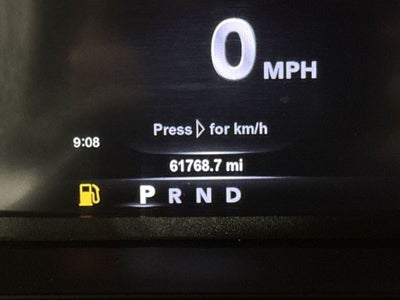 0 MPH
Press ▷ for km/h
9:08
61768.7 mi
P R N D